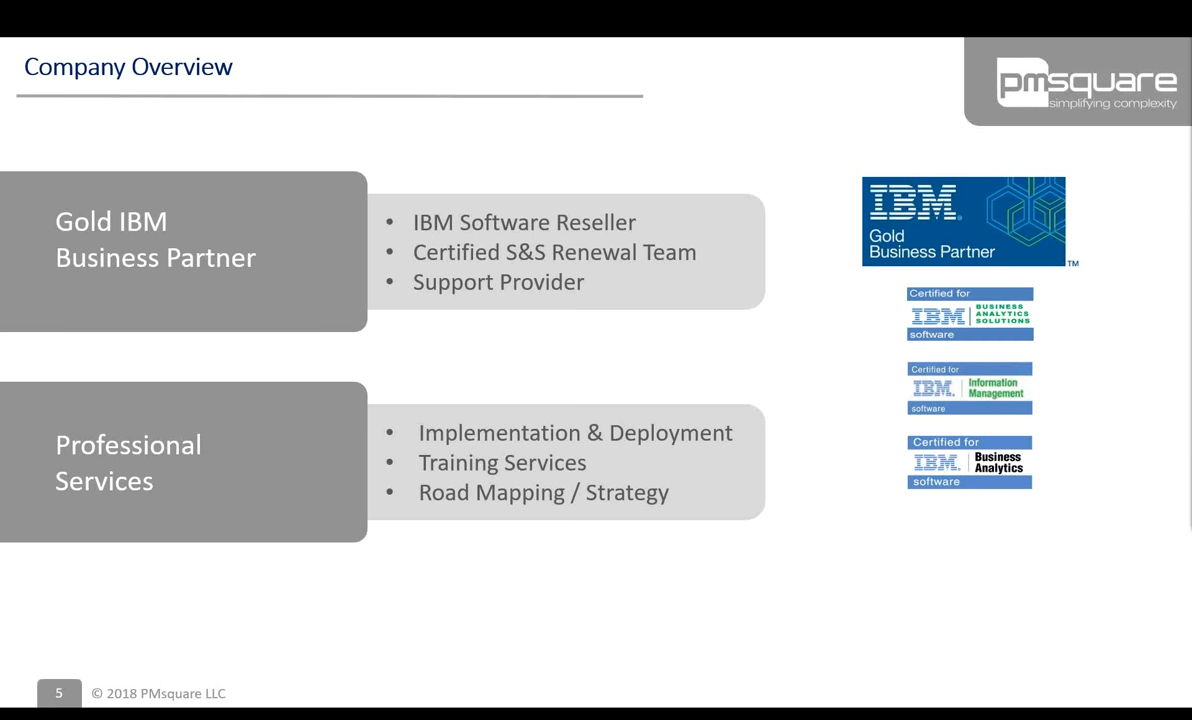 Company Overview
pmsquare
simplifying complexity
Gold IBM
Business Partner
• IBM Software Reseller
• Certified S&S Renewal Team
• Support Provider
Professional
Services
• Implementation & Deployment
• Training Services
• Road Mapping / Strategy
IBM®
Gold
Business Partner
™
Certified for
IBM
BUSINESS
ANALYTICS
SOLUTIONS
software
Certified for
IBM.
Information
Management
software
Certified for
IBM.
Business
Analytics
software
5
© 2018 PMsquare LLC